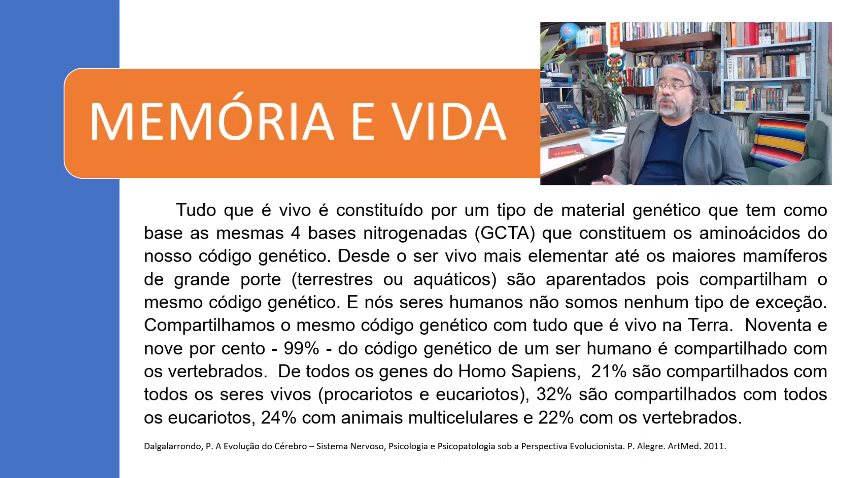 MEMÓRIA E VIDA
Tudo que é vivo é constituído por um tipo de material genético que tem como
base as mesmas 4 bases nitrogenadas (GCTA) que constituem os aminoácidos do
nosso código genético. Desde o ser vivo mais elementar até os maiores mamíferos
de grande porte (terrestres ou aquáticos) são aparentados pois compartilham o
mesmo código genético. E nós seres humanos não somos nenhum tipo de exceção.
Compartilhamos o mesmo código genético com tudo que é vivo na Terra. Noventa e
nove por cento - 99% - do código genético de um ser humano é compartilhado com
os vertebrados. De todos os genes do Homo Sapiens, 21% são compartilhados com
todos os seres vivos (procariotos e eucariotos), 32% são compartilhados com todos
os eucariotos, 24% com animais multicelulares e 22% com os vertebrados.
Dalgalarrondo, P. A Evolução do Cérebro – Sistema Nervoso, Psicologia e Psicopatologia sob a Perspectiva Evolucionista. P. Alegre. ArtMed. 2011.